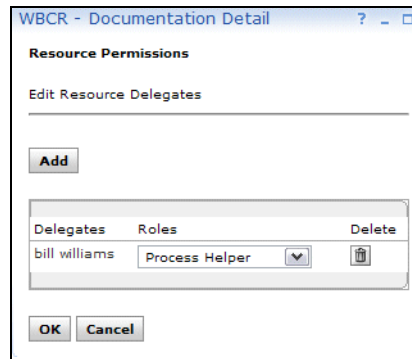 WBCR - Documentation Detail ?
Resource Permissions
Edit Resource Delegates
Add
Delegates Roles Delete
bill williams Process Helper
OK Cancel